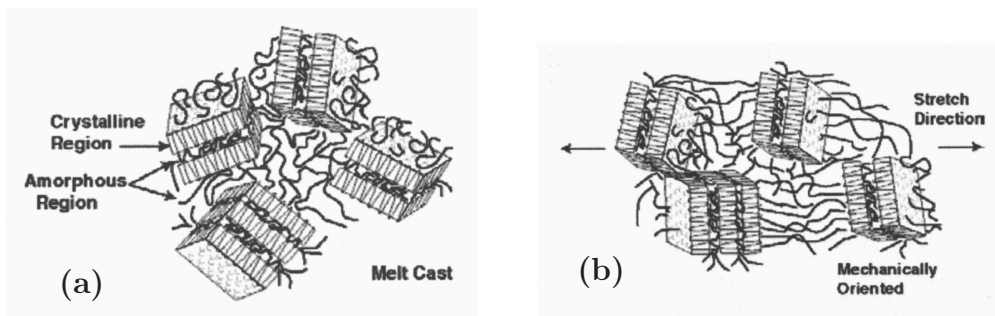 Crystalline
Region
Amorphous
Region
(a)
Melt Cast
Stretch
Direction
(b)
Mechanically
Oriented